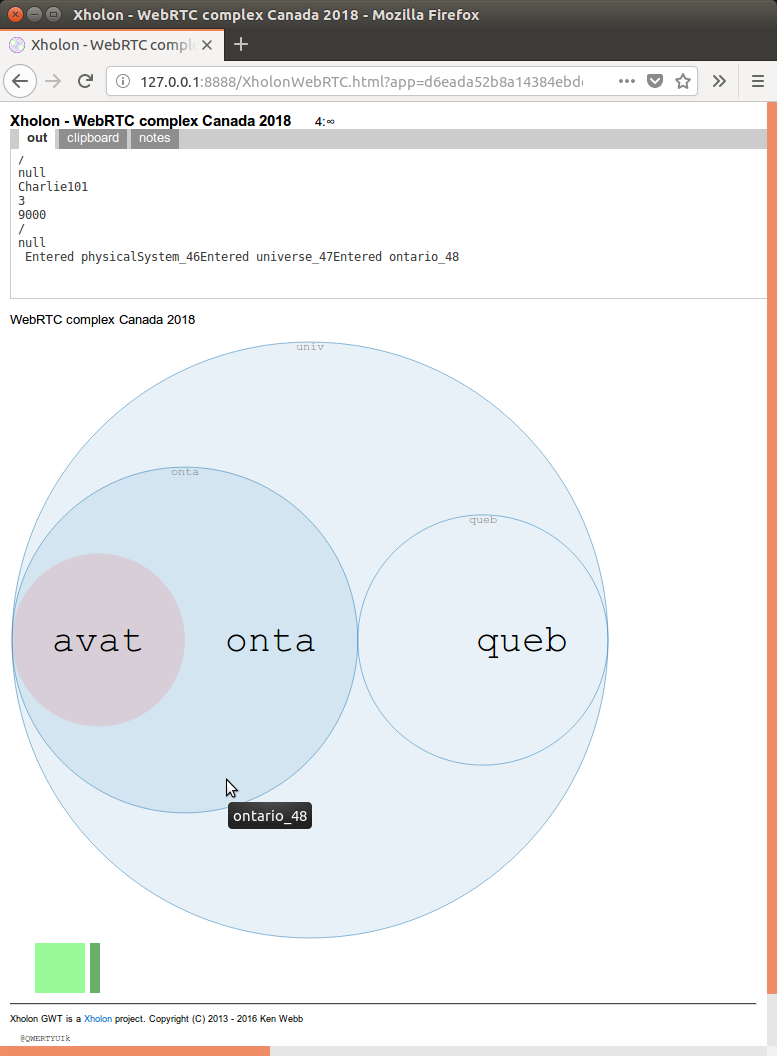 Xholon - WebRTC complex Canada 2018 - Mozilla Firefox
Xholon - WebRTC compl
127.0.0.1:8888/XholonWebRTC.html?app=d6eada52b8a14384ebd
Xholon - WebRTC complex Canada 2018 4:∞
out clipboard notes
/
null
Charlie101
3
9000
/
null
Entered physicalSystem_46Entered universe_47Entered ontario_48
WebRTC complex Canada 2018
univ
onta
queb
avat onta queb
ontario_48
Xholon GWT is a Xholon project. Copyright (C) 2013 - 2016 Ken Webb
@QWERTYUIk